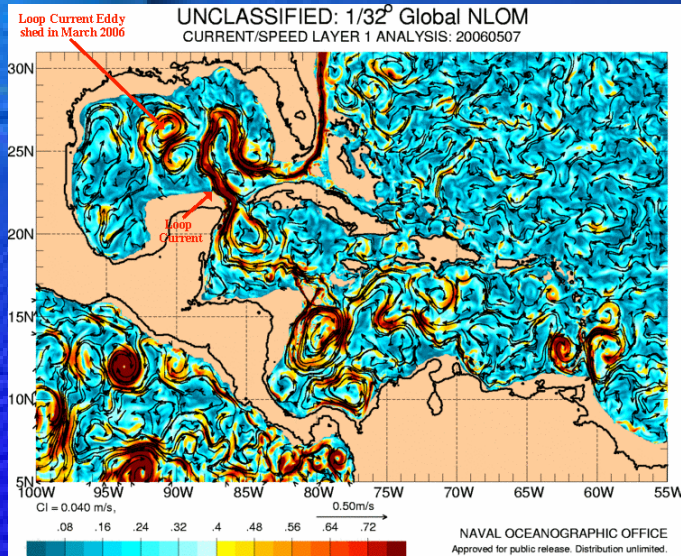 Loop Current Eddy
shed in March 2006
UNCLASSIFIED: 1/32° Global NLOM
CURRENT/SPEED LAYER 1 ANALYSIS: 20060507
30N
25N
20N
15N
10N
5N
Loop
Current
100W 95W 90W 85W 80W 75W 70W 65W 60W 55W
CI = 0.040 m/s,
0.50m/s
.08 .16 .24 .32 .4 .48 .56 .64 .72
NAVAL OCEANOGRAPHIC OFFICE
Approved for public release. Distribution unlimited.